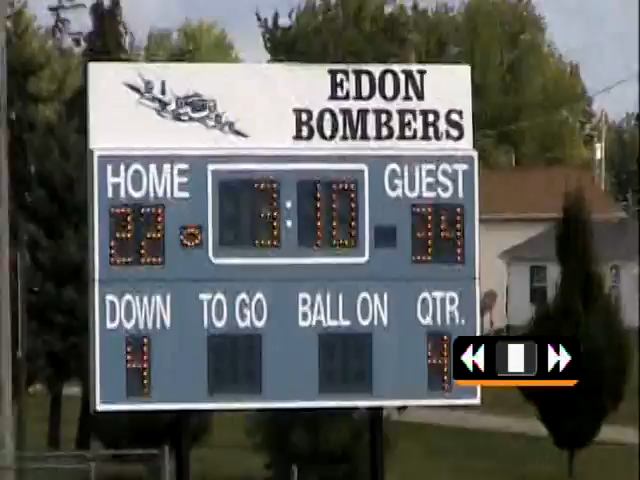 EDON
BOMBERS
HOME 3:10 GUEST
22 34
DOWN TO GO BALL ON QTR.
4 4